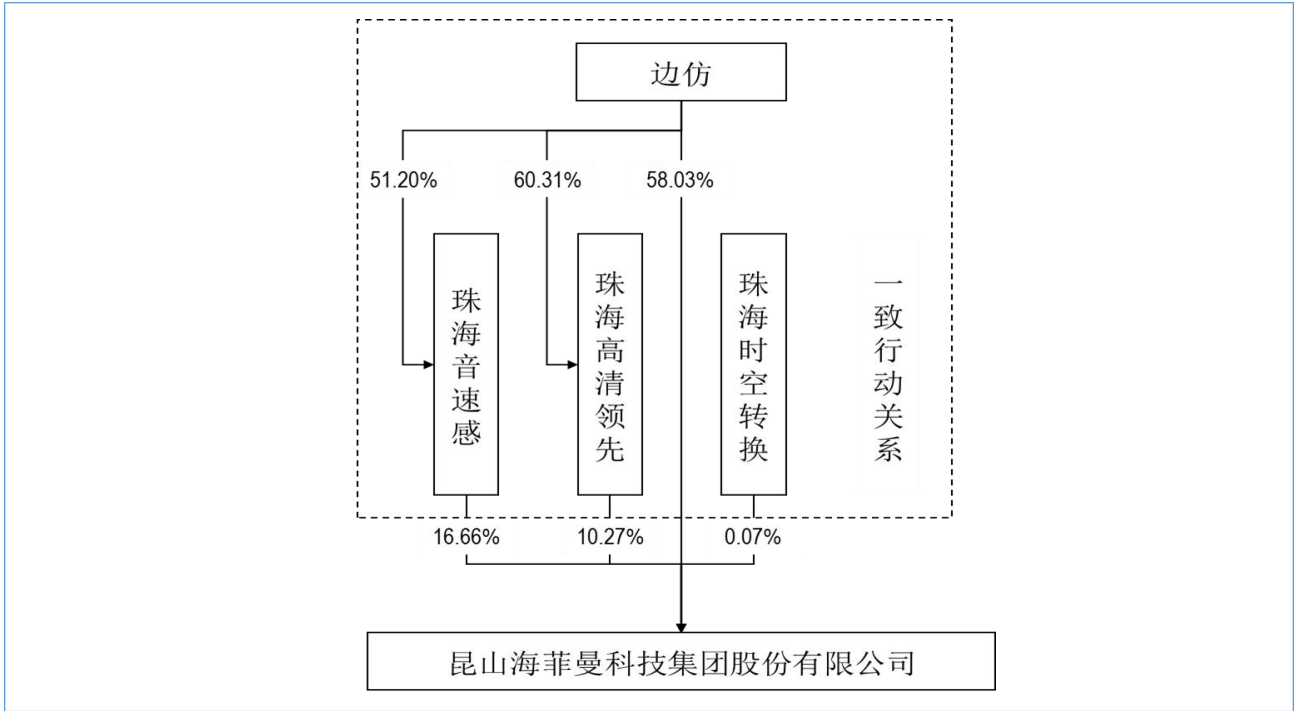 边仿
51.20%
60.31%
58.03%
珠海音速感
珠海高清领先
珠海时空转换
一致行动关系
16.66%
10.27%
0.07%
昆山海菲曼科技集团股份有限公司